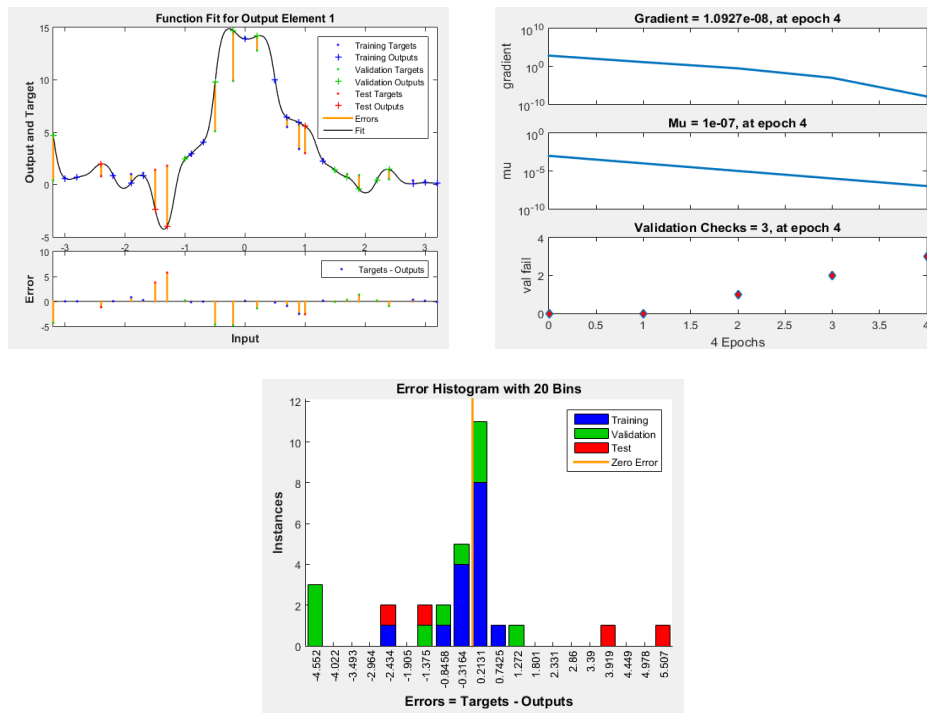 Function Fit for Output Element 1
Output and Target
15
10
5
0
-5
Training Targets
Training Outputs
Validation Targets
Validation Outputs
Test Targets
Test Outputs
Errors
Fit
-3
-2
-1
0
1
2
3
Error
10
5
0
-5
Targets - Outputs
Input
Gradient = 1.0927e-08, at epoch 4
gradient
10^10
10^0
10^-10
Mu = 1e-07, at epoch 4
mu
10^0
10^-5
10^-10
Validation Checks = 3, at epoch 4
val fail
4
2
0
0 0.5 1 1.5 2 2.5 3 3.5 4
4 Epochs
Error Histogram with 20 Bins
Instances
12
10
8
6
4
2
0
Training
Validation
Test
Zero Error
-4.552
-4.022
-3.493
-2.964
-2.434
-1.905
-1.375
-0.8458
-0.3164
0.2131
0.7425
1.272
1.801
2.331
2.86
3.39
3.919
4.449
4.978
5.507
Errors = Targets - Outputs